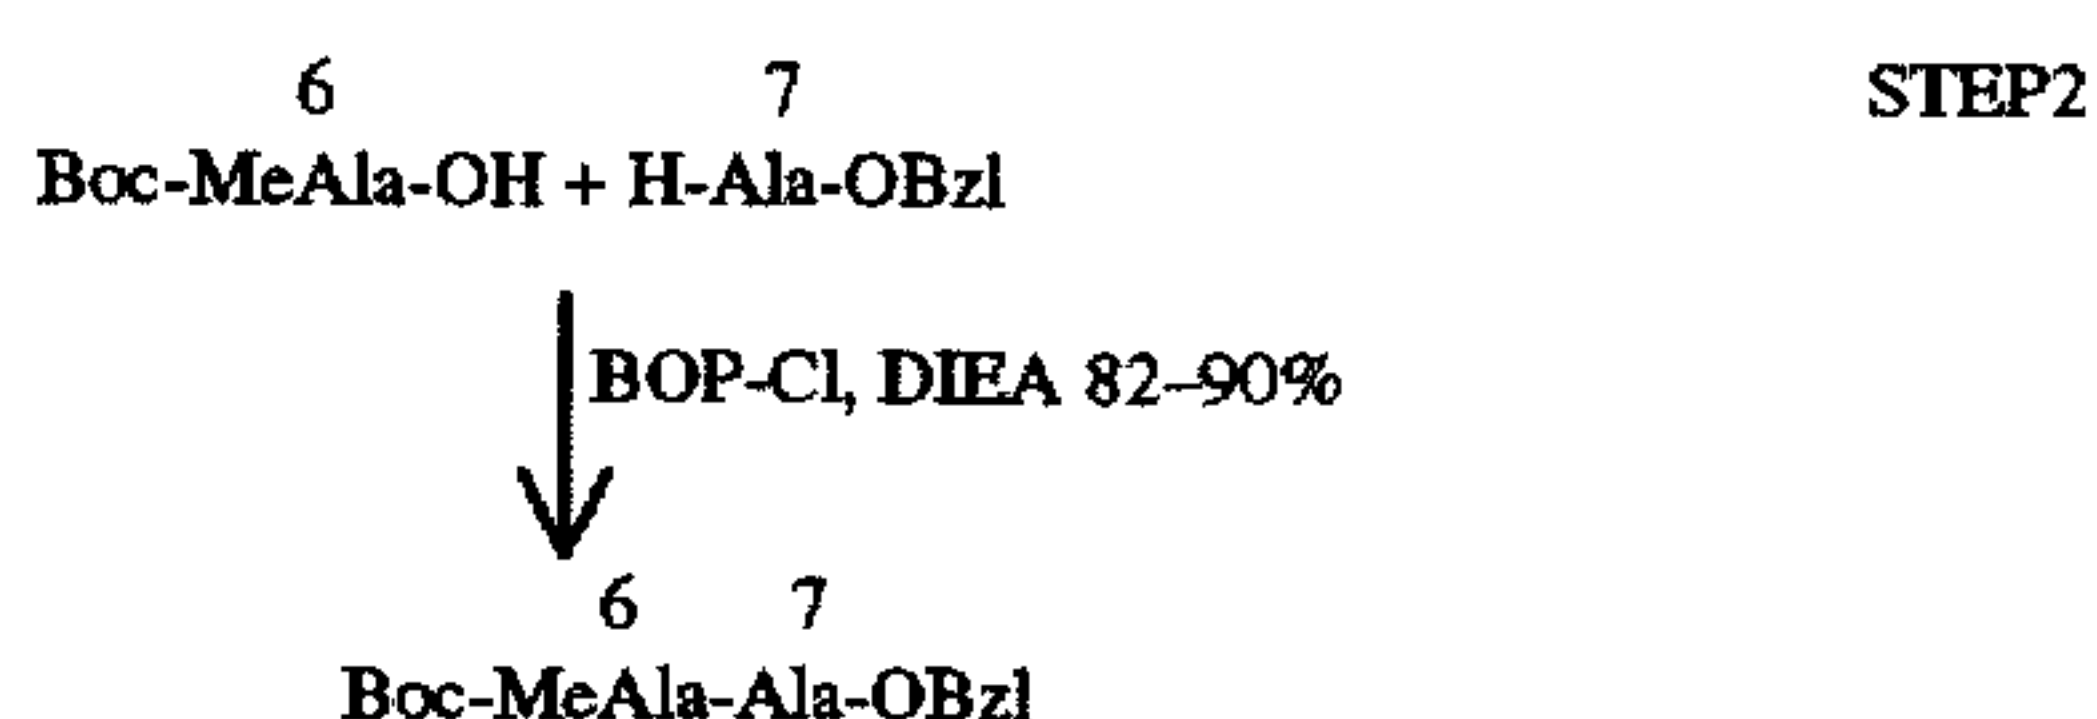 6 7 STEP2
Boc-MeAla-OH + H-Ala-OBzl
BOP-Cl, DIEA 82–90%
6 7
Boc-MeAla-Ala-OBzl